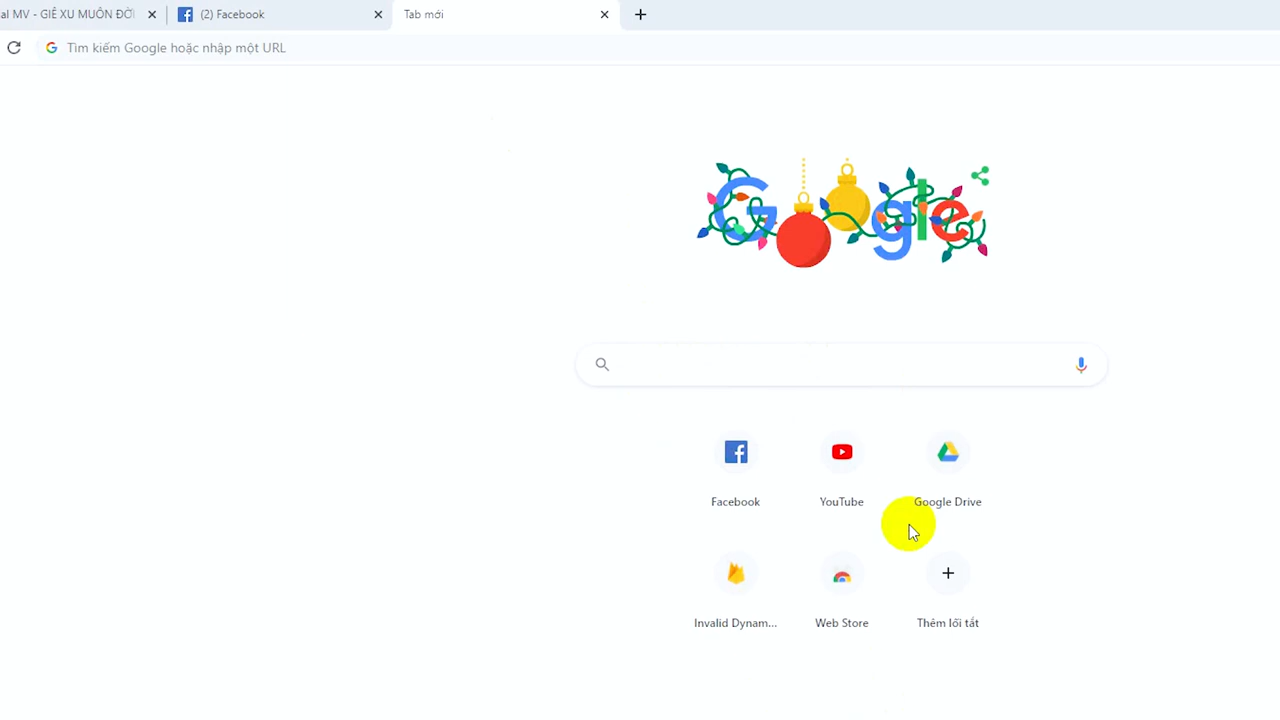 al MV - GIÊ XU MUÔN ĐỜI
(2) Facebook
Tab mới
Tìm kiếm Google hoặc nhập một URL
Google
Facebook
YouTube
Google Drive
Invalid Dynam...
Web Store
Thêm lối tắt